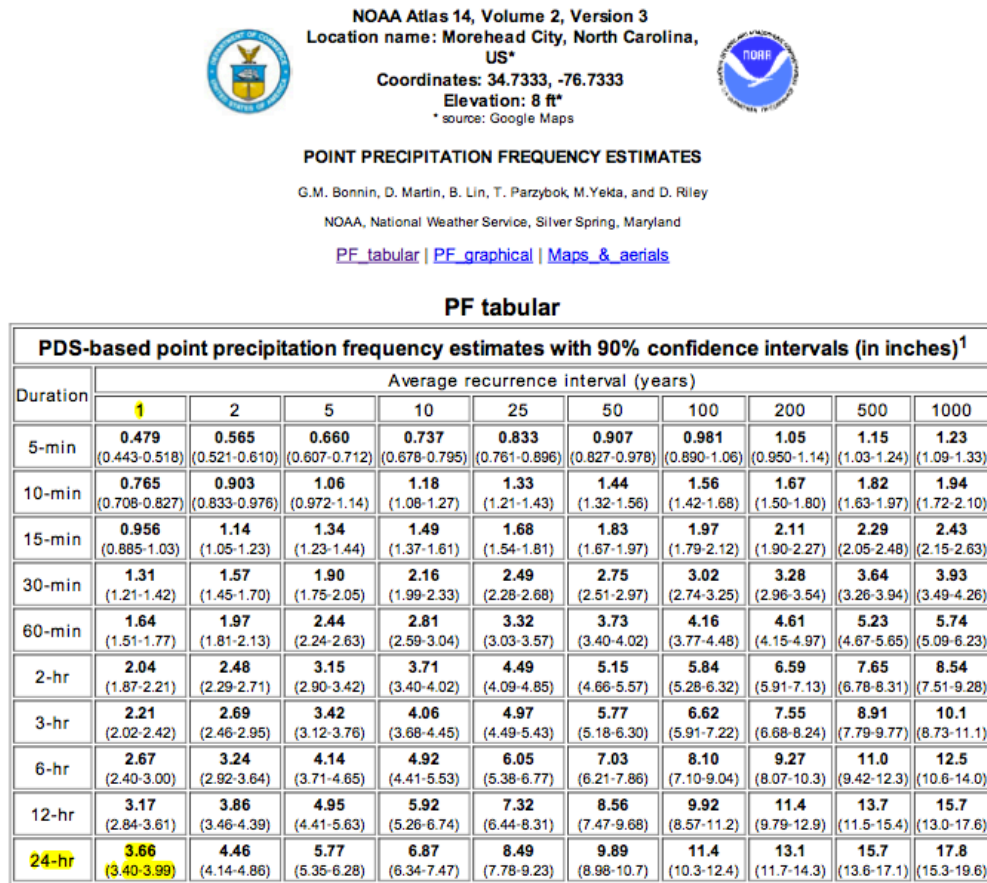 NOAA Atlas 14, Volume 2, Version 3
Location name: Morehead City, North Carolina,
US*
Coordinates: 34.7333, -76.7333
Elevation: 8 ft*
* source: Google Maps
NOAA
POINT PRECIPITATION FREQUENCY ESTIMATES
G.M. Bonnin, D. Martin, B. Lin, T. Parzybok, M.Yekta, and D. Riley
NOAA, National Weather Service, Silver Spring, Maryland
PF_tabular | PF_graphical | Maps_&_aerials
PF tabular
PDS-based point precipitation frequency estimates with 90% confidence intervals (in inches)1
Duration
Average recurrence interval (years)
1 2 5 10 25 50 100 200 500 1000
5-min
0.479 0.565 0.660 0.737 0.833 0.907 0.981 1.05 1.15 1.23
(0.443-0.518) (0.521-0.610) (0.607-0.712) (0.678-0.795) (0.761-0.896) (0.827-0.978) (0.890-1.06) (0.950-1.14) (1.03-1.24) (1.09-1.33)
10-min
0.765 0.903 1.06 1.18 1.33 1.44 1.56 1.67 1.82 1.94
(0.708-0.827) (0.833-0.976) (0.972-1.14) (1.08-1.27) (1.21-1.43) (1.32-1.56) (1.42-1.68) (1.50-1.80) (1.63-1.97) (1.72-2.10)
15-min
0.956 1.14 1.34 1.49 1.68 1.83 1.97 2.11 2.29 2.43
(0.885-1.03) (1.05-1.23) (1.23-1.44) (1.37-1.61) (1.54-1.81) (1.67-1.97) (1.79-2.12) (1.90-2.27) (2.05-2.48) (2.15-2.63)
30-min
1.31 1.57 1.90 2.16 2.49 2.75 3.02 3.28 3.64 3.93
(1.21-1.42) (1.45-1.70) (1.75-2.05) (1.99-2.33) (2.28-2.68) (2.51-2.97) (2.74-3.25) (2.96-3.54) (3.26-3.94) (3.49-4.26)
60-min
1.64 1.97 2.44 2.81 3.32 3.73 4.16 4.61 5.23 5.74
(1.51-1.77) (1.81-2.13) (2.24-2.63) (2.59-3.04) (3.03-3.57) (3.40-4.02) (3.77-4.48) (4.15-4.97) (4.67-5.65) (5.09-6.23)
2-hr
2.04 2.48 3.15 3.71 4.49 5.15 5.84 6.59 7.65 8.54
(1.87-2.21) (2.29-2.71) (2.90-3.42) (3.40-4.02) (4.09-4.85) (4.66-5.57) (5.28-6.32) (5.91-7.13) (6.78-8.31) (7.51-9.28)
3-hr
2.21 2.69 3.42 4.06 4.97 5.77 6.62 7.55 8.91 10.1
(2.02-2.42) (2.46-2.95) (3.12-3.76) (3.68-4.45) (4.49-5.43) (5.18-6.30) (5.91-7.22) (6.68-8.24) (7.79-9.77) (8.73-11.1)
6-hr
2.67 3.24 4.14 4.92 6.05 7.03 8.10 9.27 11.0 12.5
(2.40-3.00) (2.92-3.64) (3.71-4.65) (4.41-5.53) (5.38-6.77) (6.21-7.86) (7.10-9.04) (8.07-10.3) (9.42-12.3) (10.6-14.0)
12-hr
3.17 3.86 4.95 5.92 7.32 8.56 9.92 11.4 13.7 15.7
(2.84-3.61) (3.46-4.39) (4.41-5.63) (5.26-6.74) (6.44-8.31) (7.47-9.68) (8.57-11.2) (9.79-12.9) (11.5-15.4) (13.0-17.6)
24-hr
3.66 4.46 5.77 6.87 8.49 9.89 11.4 13.1 15.7 17.8
(3.40-3.99) (4.14-4.86) (5.35-6.28) (6.34-7.47) (7.78-9.23) (8.98-10.7) (10.3-12.4) (11.7-14.3) (13.6-17.1) (15.3-19.6)